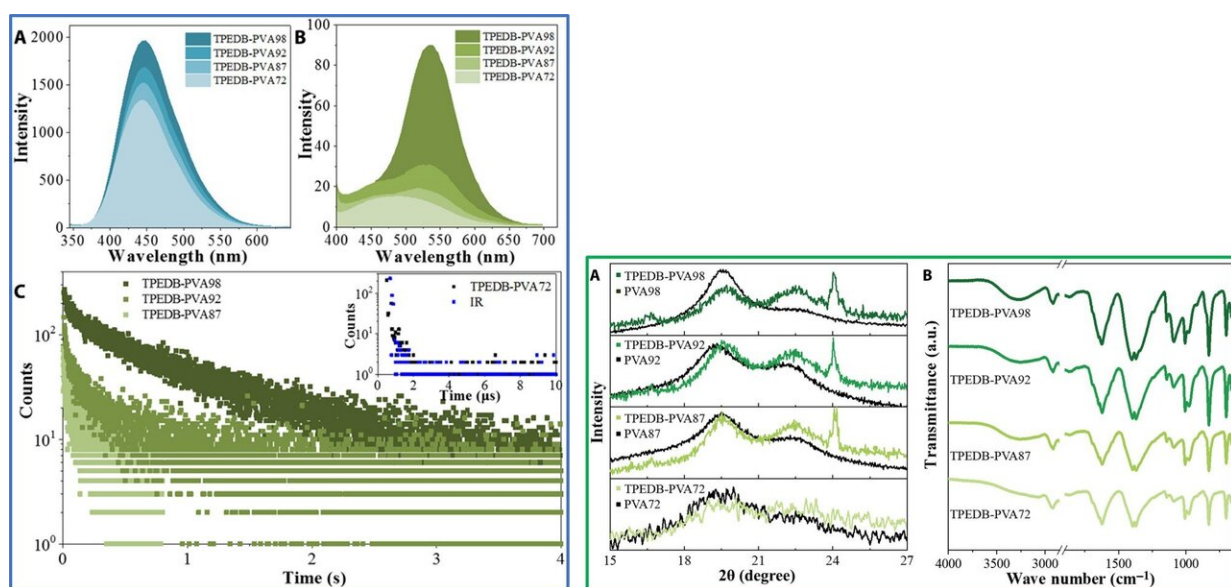 A
2000
1500
1000
500
0
Intensity
350 400 450 500 550 600
Wavelength (nm)
TPEDB-PVA98
TPEDB-PVA92
TPEDB-PVA87
TPEDB-PVA72
B
100
80
60
40
20
0
Intensity
400 450 500 550 600 650 700
Wavelength (nm)
TPEDB-PVA98
TPEDB-PVA92
TPEDB-PVA87
TPEDB-PVA72
C
TPEDB-PVA98
TPEDB-PVA92
TPEDB-PVA87
10²
10¹
10⁰
Counts
0 1 2 3 4
Time (s)
TPEDB-PVA72
IR
10²
10¹
10⁰
Counts
0 2 4 6 8 10
Time (μs)
A
TPEDB-PVA98
PVA98
TPEDB-PVA92
PVA92
TPEDB-PVA87
PVA87
TPEDB-PVA72
PVA72
Intensity
15 18 21 24 27
2θ (degree)
B
TPEDB-PVA98
TPEDB-PVA92
TPEDB-PVA87
TPEDB-PVA72
Transmittance (a.u.)
4000 3000 1500 1000
Wave number (cm⁻¹)